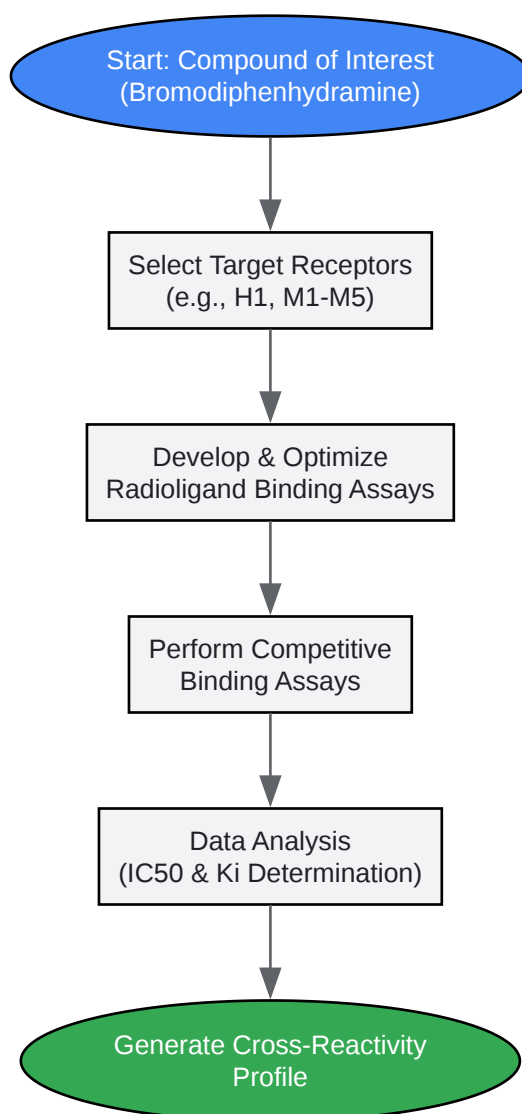 Start: Compound of Interest
(Bromodiphenhydramine)
Select Target Receptors
(e.g., H1, M1-M5)
Develop & Optimize
Radioligand Binding Assays
Perform Competitive
Binding Assays
Data Analysis
(IC50 & Ki Determination)
Generate Cross-Reactivity
Profile